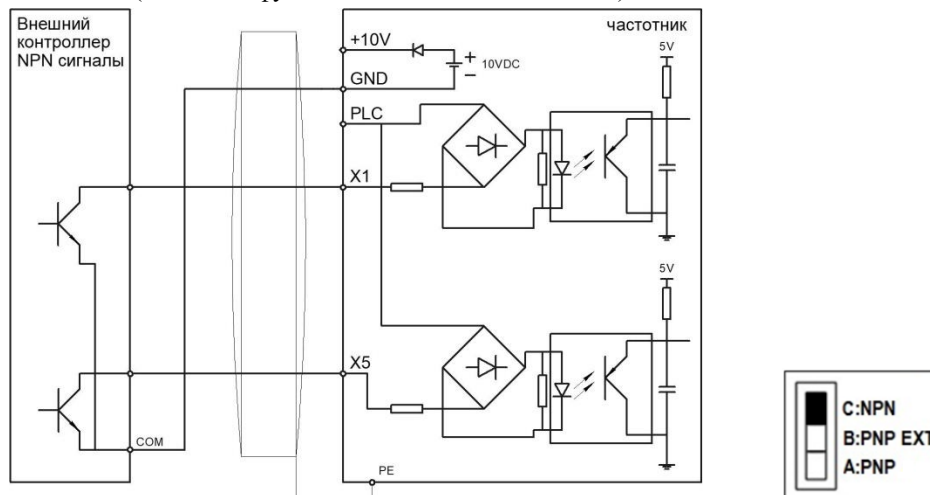 Внешний
контроллер
NPN сигналы
частотник
+10V
+
10VDC
−
GND
PLC
5V
X1
5V
X5
COM
PE
C:NPN
B:PNP EXT
A:PNP